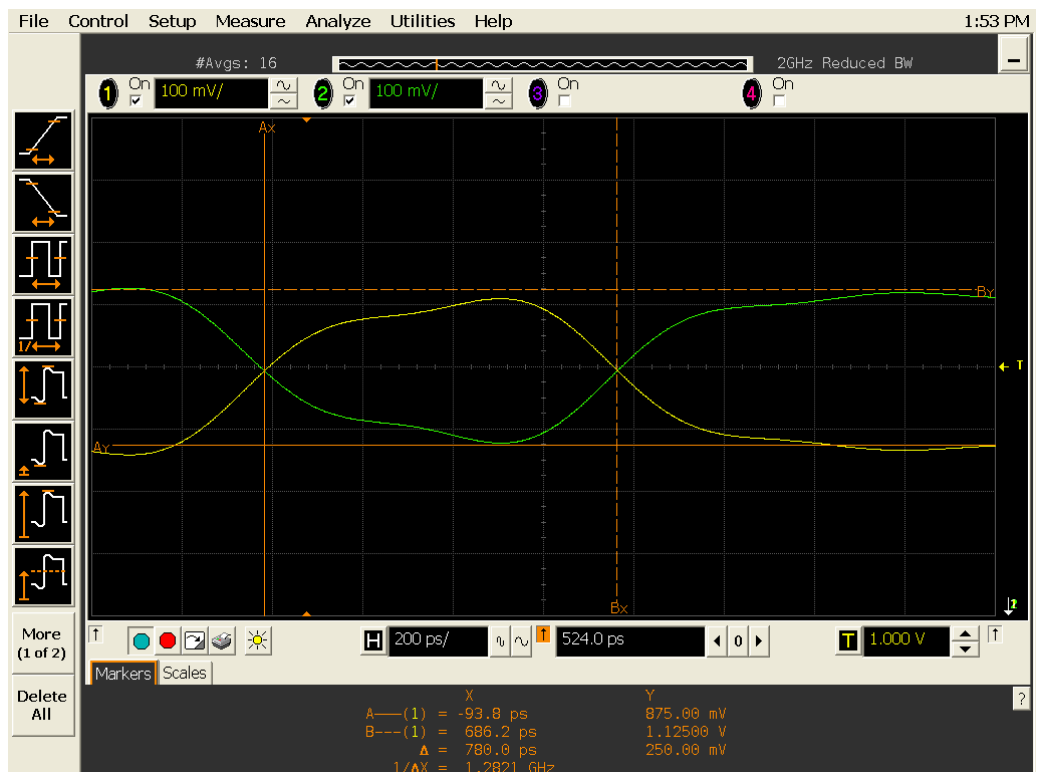 File Control Setup Measure Analyze Utilities Help 1:53 PM
#Avgs: 16 2GHz Reduced BW
1 On 100 mV/ 2 On 100 mV/ 3 On 4 On
Ax
By
T
Ay
Bx
More
(1 of 2)
Delete
All
H 200 ps/ 524.0 ps 0 T 1.000 V
Markers Scales
?
X Y
A———(1) = -93.8 ps 875.00 mV
B---(1) = 686.2 ps 1.12500 V
Δ = 780.0 ps 250.00 mV
1/ΔX = 1.2821 GHz